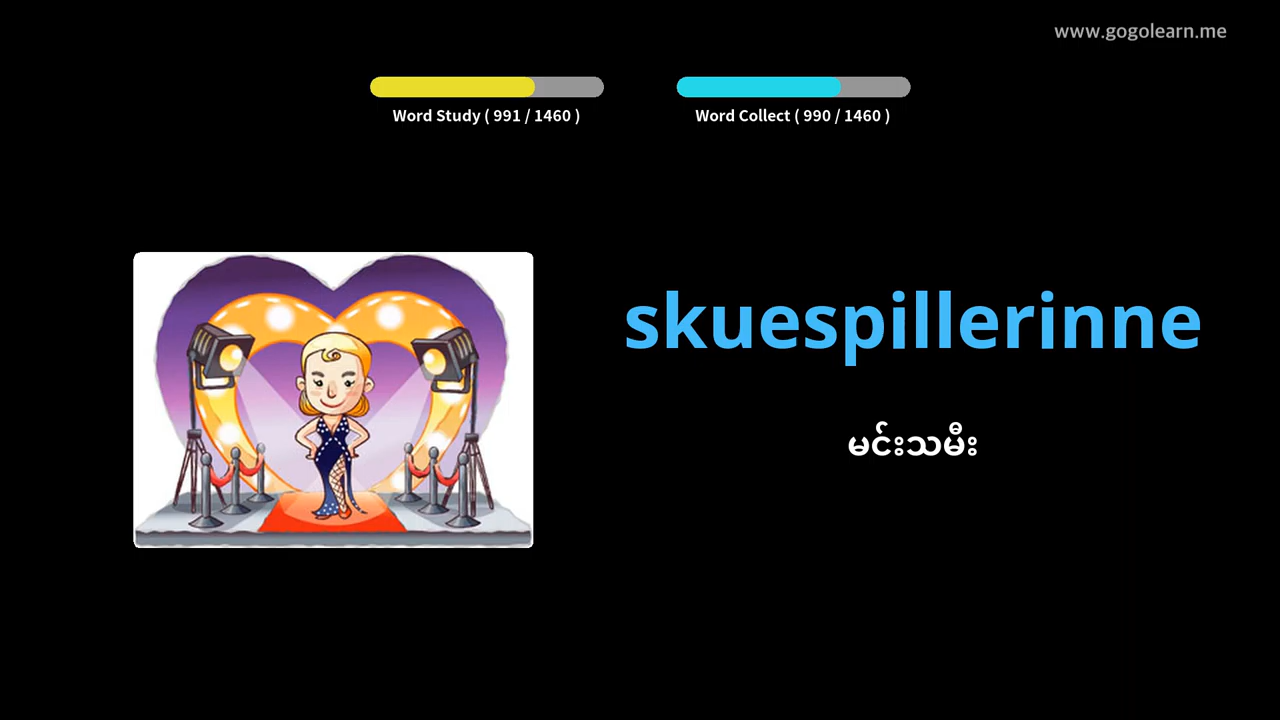 www.gogolearn.me
Word Study ( 991 / 1460 )
Word Collect ( 990 / 1460 )
skuespillerinne
မင်းသမီး